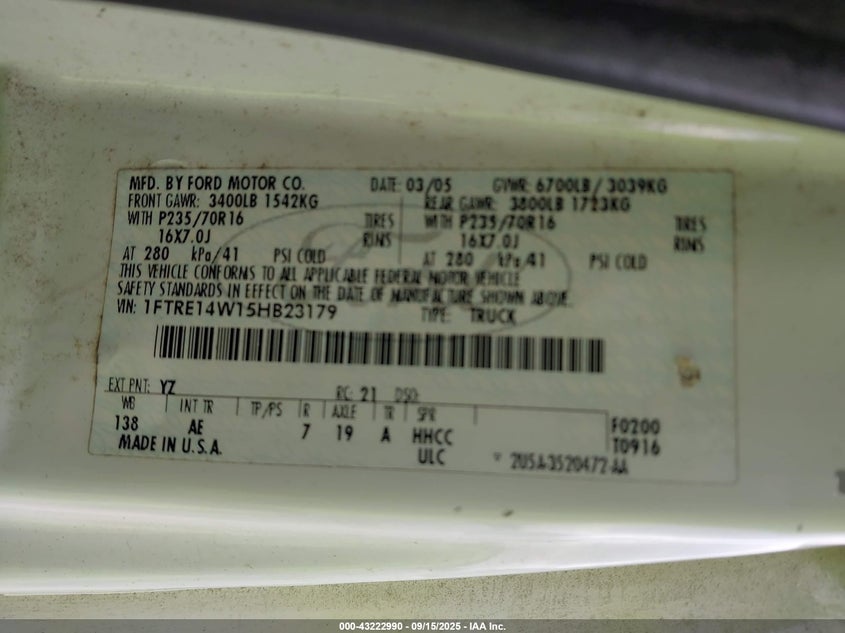 MFD. BY FORD MOTOR CO. DATE: 03/05 GVWR: 6700LB / 3039KG
FRONT GAWR: 3400LB 1542KG REAR GAWR: 3800LB 1723KG
WITH P235/70R16 TIRES WITH P235/70R16 TIRES
16X7.0J RIMS 16X7.0J RIMS
AT 280 kPa/41 PSI COLD AT 280 kPa/41 PSI COLD
THIS VEHICLE CONFORMS TO ALL APPLICABLE FEDERAL MOTOR VEHICLE
SAFETY STANDARDS IN EFFECT ON THE DATE OF MANUFACTURE SHOWN ABOVE.
VIN: 1FTRE14W15HB23179 TYPE: TRUCK
EXT PNT: YZ RC: 21 DSO:
WB INT TR TP/PS R AXLE TR SPR
138 AE 7 19 A HHCC F0200
MADE IN U.S.A. ULC T0916
2U5A-3520472-AA
000-43222990 - 09/15/2025 - IAA Inc.